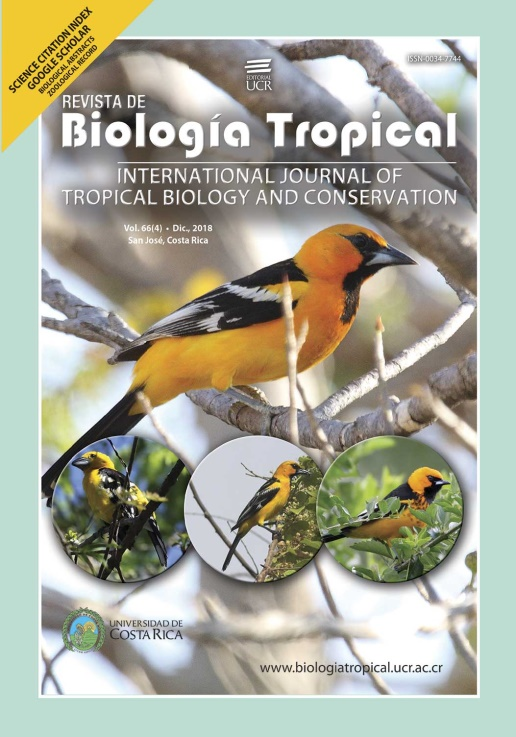 SCIENCE CITATION INDEX
GOOGLE SCHOLAR
BIOLOGICAL ABSTRACTS
ZOOLOGICAL RECORD
ISSN-0034-7744
EDITORIAL
UCR
REVISTA DE
Biología Tropical
INTERNATIONAL JOURNAL OF
TROPICAL BIOLOGY AND CONSERVATION
Vol. 66(4) • Dic., 2018
San José, Costa Rica
UNIVERSIDAD DE
COSTA RICA
www.biologiatropical.ucr.ac.cr